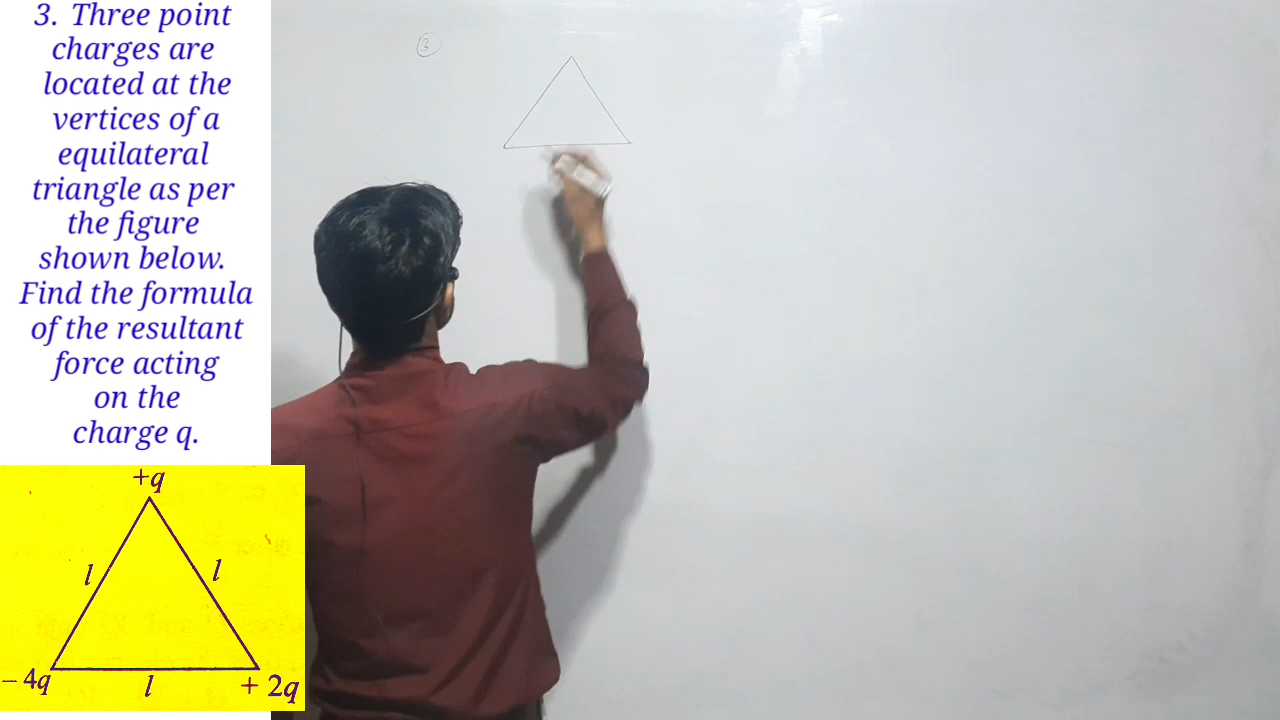 3. Three point
charges are
located at the
vertices of a
equilateral
triangle as per
the figure
shown below.
Find the formula
of the resultant
force acting
on the
charge q.
3
+q
l
l
− 4q
l
+ 2q